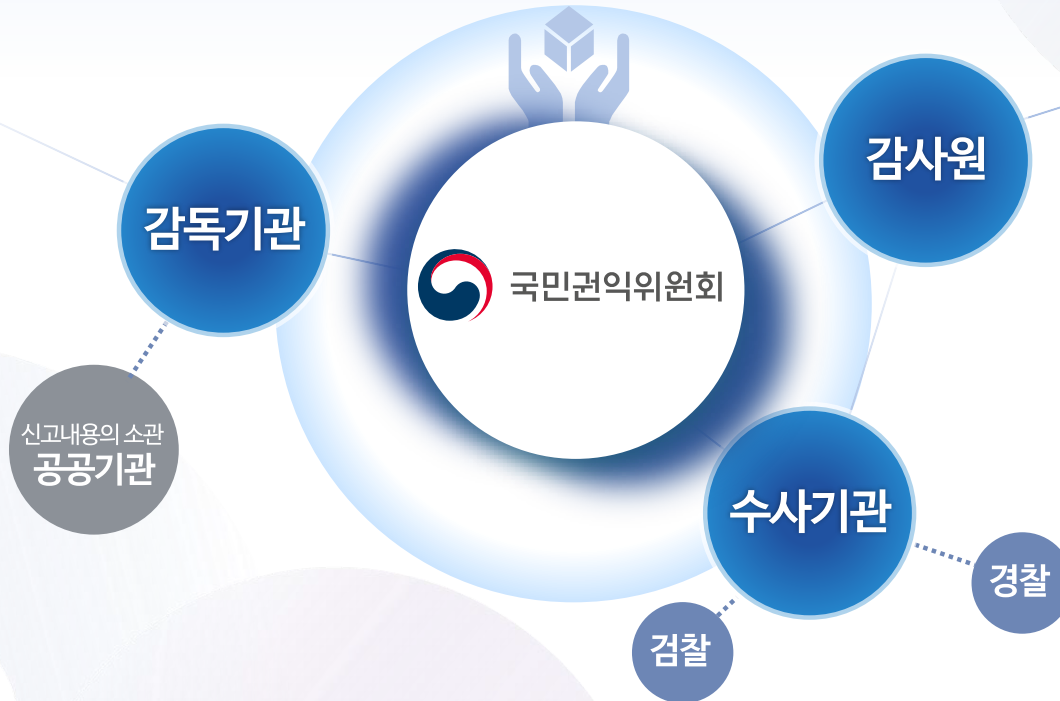 감사원
감독기관
국민권익위원회
신고내용의 소관
공공기관
수사기관
경찰
검찰